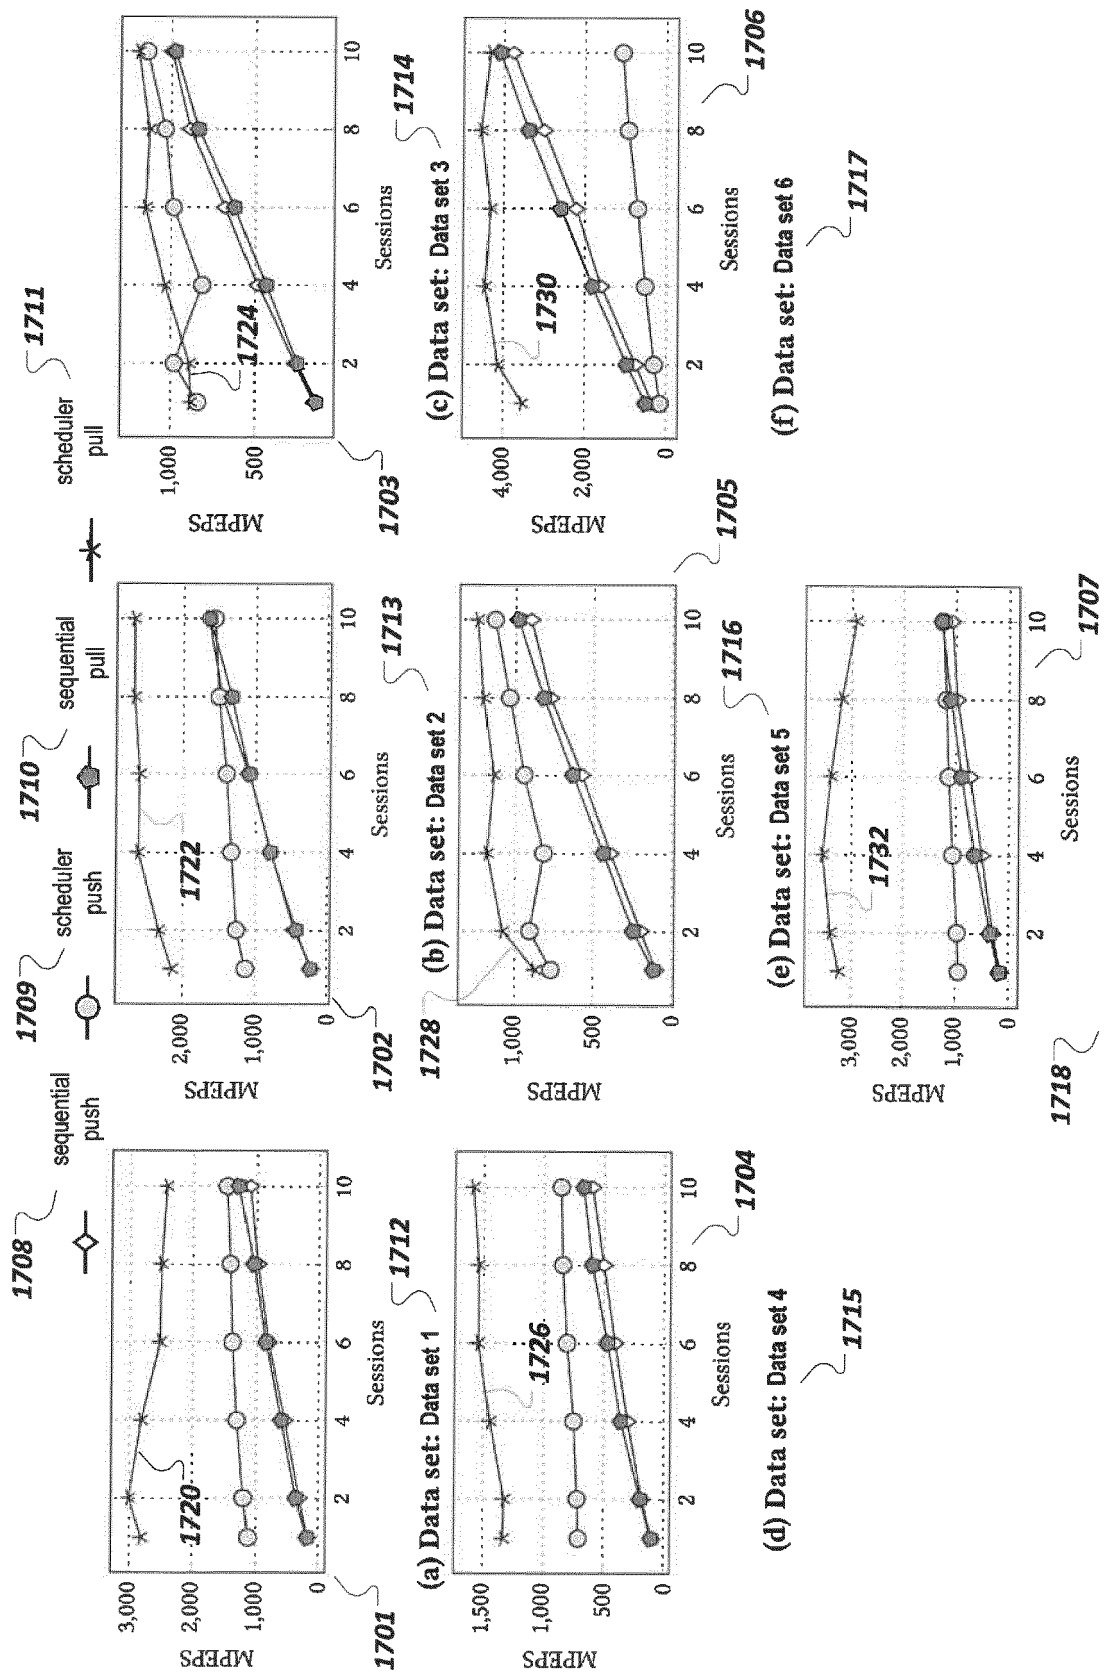 1708 1709 1710 1711
sequential push
scheduler push
sequential pull
scheduler pull
MPEPS
3,000
2,000
1,000
0
1720
2 4 6 8 10
Sessions
1701
(a) Data set: Data set 1
1712
MPEPS
2,000
1,000
0
1722
2 4 6 8 10
Sessions
1702
(b) Data set: Data set 2
1713
MPEPS
1,000
500
1724
2 4 6 8 10
Sessions
1703
(c) Data set: Data set 3
1714
MPEPS
1,500
1,000
500
0
1726
2 4 6 8 10
Sessions
1704
(d) Data set: Data set 4
1715
1728
MPEPS
1,000
500
0
2 4 6 8 10
Sessions
1705
(e) Data set: Data set 5
1716
MPEPS
4,000
2,000
0
1730
2 4 6 8 10
Sessions
1706
(f) Data set: Data set 6
1717
MPEPS
3,000
2,000
1,000
0
1732
2 4 6 8 10
Sessions
1707
1718